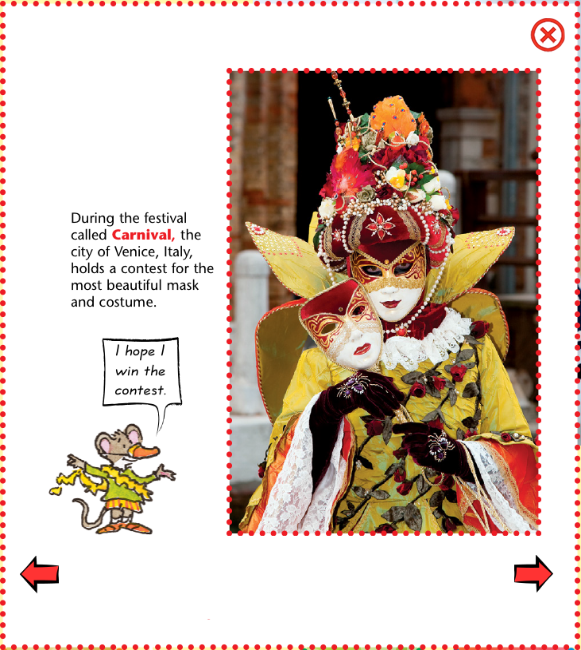 During the festival
called Carnival, the
city of Venice, Italy,
holds a contest for the
most beautiful mask
and costume.
I hope I
win the
contest.